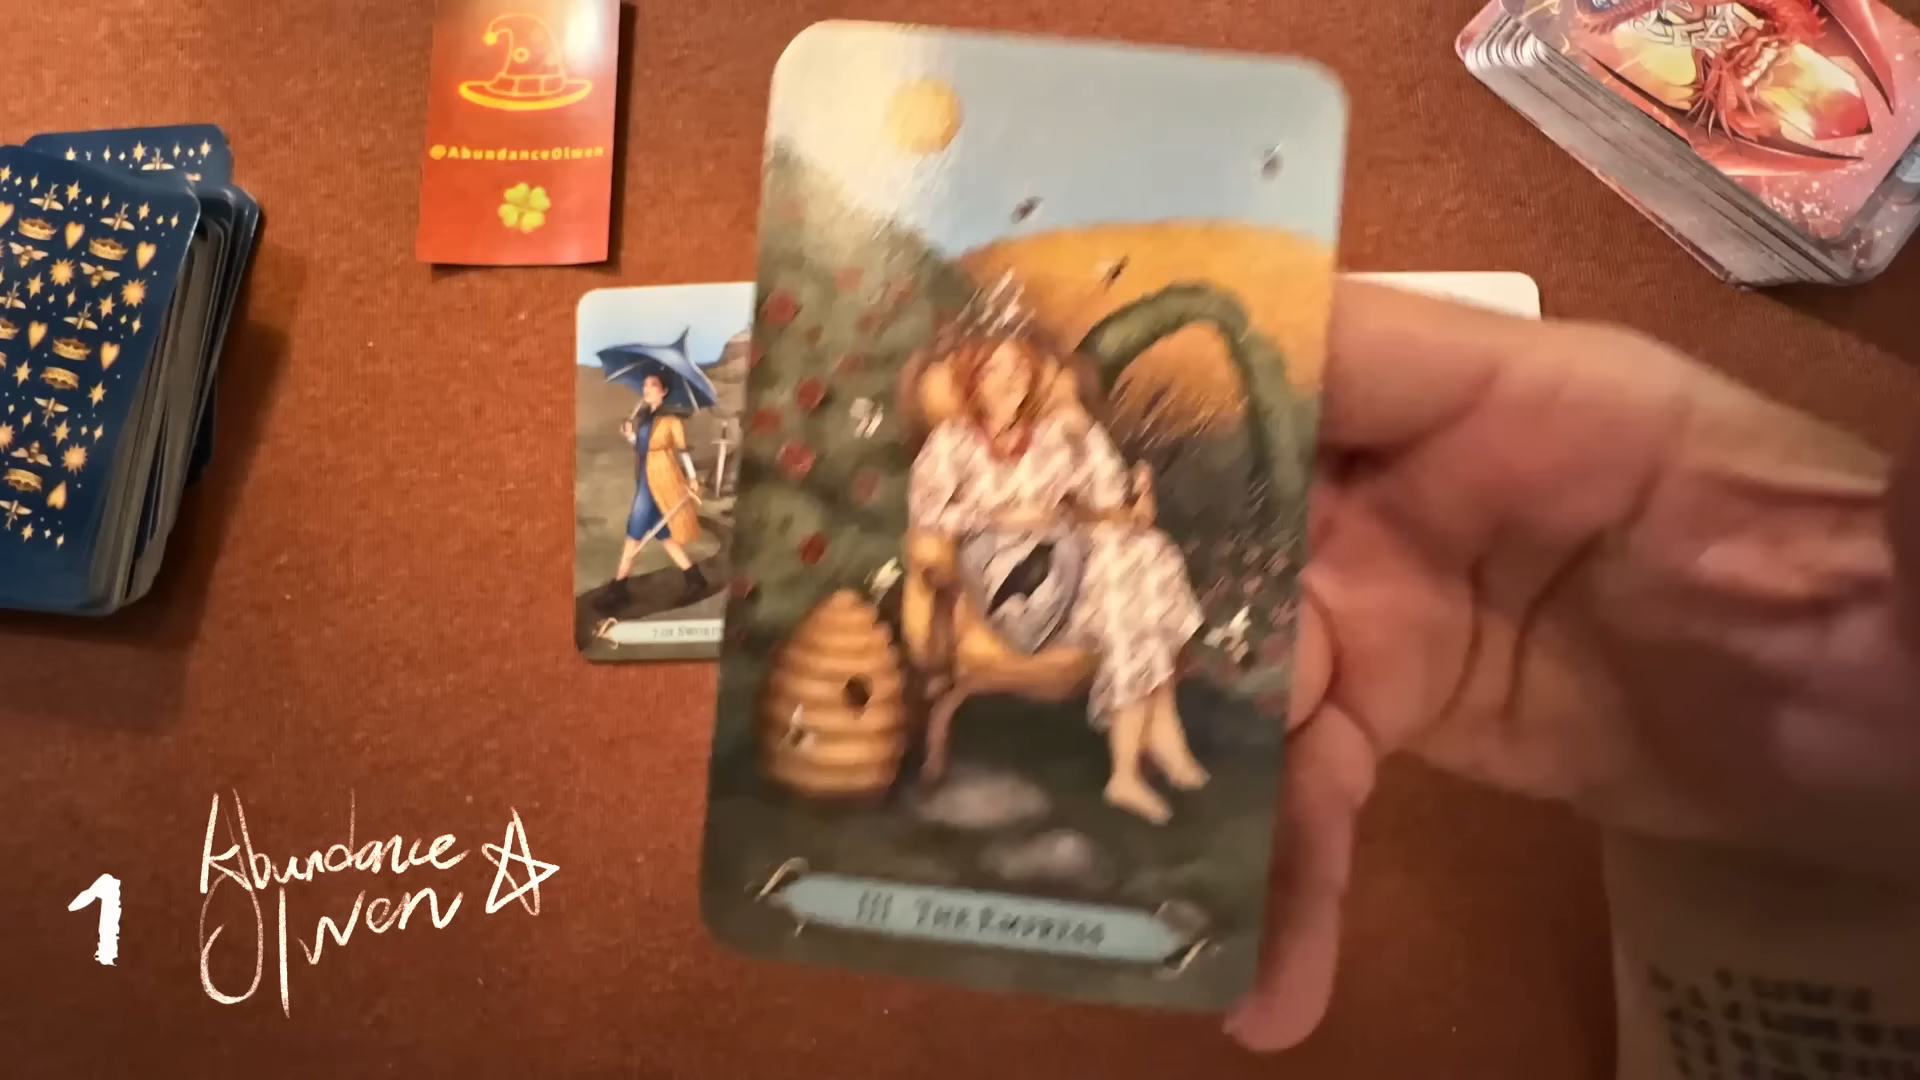 @AbundanceOlwen
III THE EMPRESS
1
Abundance
Olwen